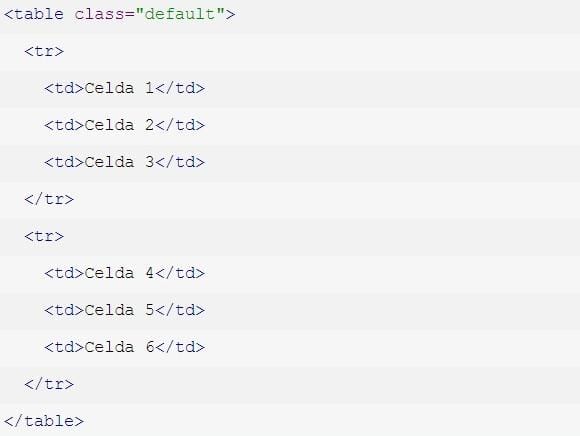 <table class="default">
<tr>
<td>Celda 1</td>
<td>Celda 2</td>
<td>Celda 3</td>
</tr>
<tr>
<td>Celda 4</td>
<td>Celda 5</td>
<td>Celda 6</td>
</tr>
</table>